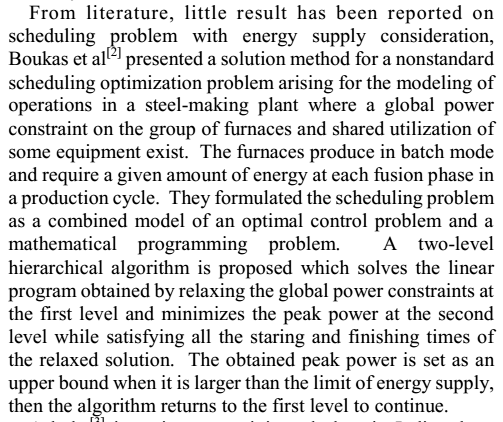 From literature, little result has been reported on
scheduling problem with energy supply consideration,
Boukas et al[2] presented a solution method for a nonstandard
scheduling optimization problem arising for the modeling of
operations in a steel-making plant where a global power
constraint on the group of furnaces and shared utilization of
some equipment exist. The furnaces produce in batch mode
and require a given amount of energy at each fusion phase in
a production cycle. They formulated the scheduling problem
as a combined model of an optimal control problem and a
mathematical programming problem. A two-level
hierarchical algorithm is proposed which solves the linear
program obtained by relaxing the global power constraints at
the first level and minimizes the peak power at the second
level while satisfying all the staring and finishing times of
the relaxed solution. The obtained peak power is set as an
upper bound when it is larger than the limit of energy supply,
then the algorithm returns to the first level to continue.